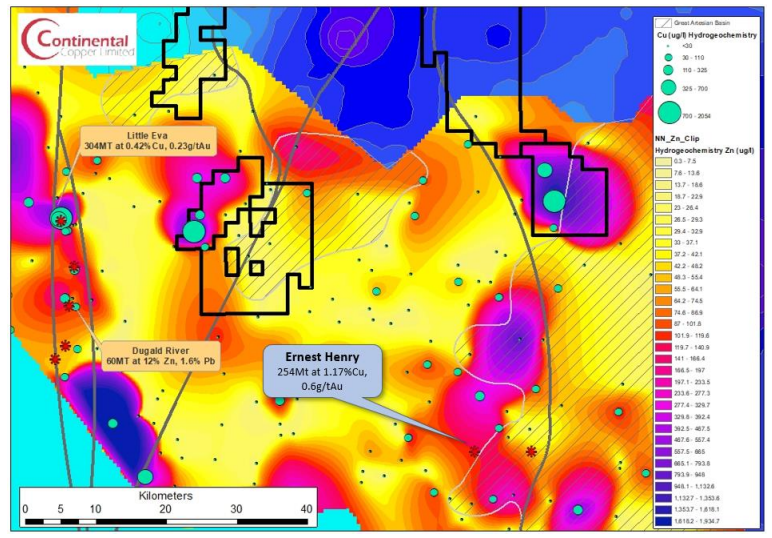 Continental
Copper Limited
Little Eva
304MT at 0.42% Cu, 0.23g/tAu
Dugald River
60MT at 12% Zn, 1.6% Pb
Ernest Henry
254Mt at 1.17%Cu,
0.6g/tAu
Kilometers
0 5 10 20 30 40
Great Artesian Basin
Cu (ug/l) Hydrogeochemistry
<30
30 - 110
110 - 325
325 - 700
700 - 2054
NN_Zn_Clip
Hydrogeochemistry Zn (ug/l)
0.3 - 7.5
7.6 - 13.6
13.7 - 18.6
18.7 - 22.9
23 - 26.4
26.5 - 29.3
29.4 - 32.9
33 - 37.1
37.2 - 42.1
42.2 - 48.2
48.3 - 55.4
55.5 - 64.1
64.2 - 74.5
74.6 - 86.9
87 - 101.8
101.9 - 119.6
119.7 - 140.9
141 - 166.4
166.5 - 197
197.1 - 233.5
233.6 - 277.3
277.4 - 329.7
329.8 - 392.4
392.5 - 467.5
467.6 - 557.4
557.5 - 665
665.1 - 793.8
793.9 - 948
948.1 - 1,132.6
1,132.7 - 1,353.6
1,353.7 - 1,618.1
1,618.2 - 1,934.7